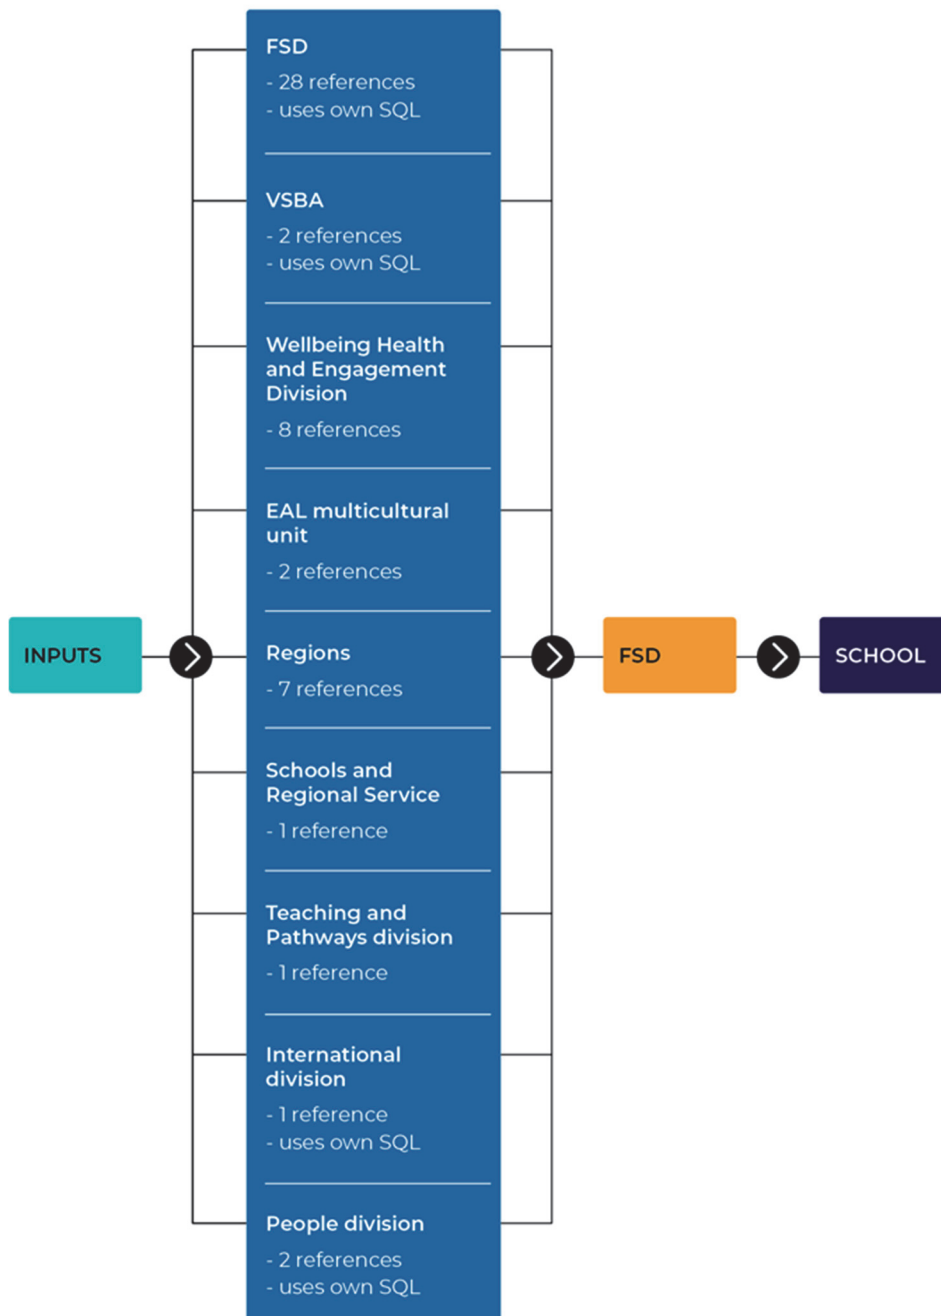 FSD
- 28 references
- uses own SQL
VSBA
- 2 references
- uses own SQL
Wellbeing Health
and Engagement
Division
- 8 references
EAL multicultural
unit
- 2 references
Regions
- 7 references
Schools and
Regional Service
- 1 reference
Teaching and
Pathways division
- 1 reference
International
division
- 1 reference
- uses own SQL
People division
- 2 references
- uses own SQL
INPUTS
FSD
SCHOOL